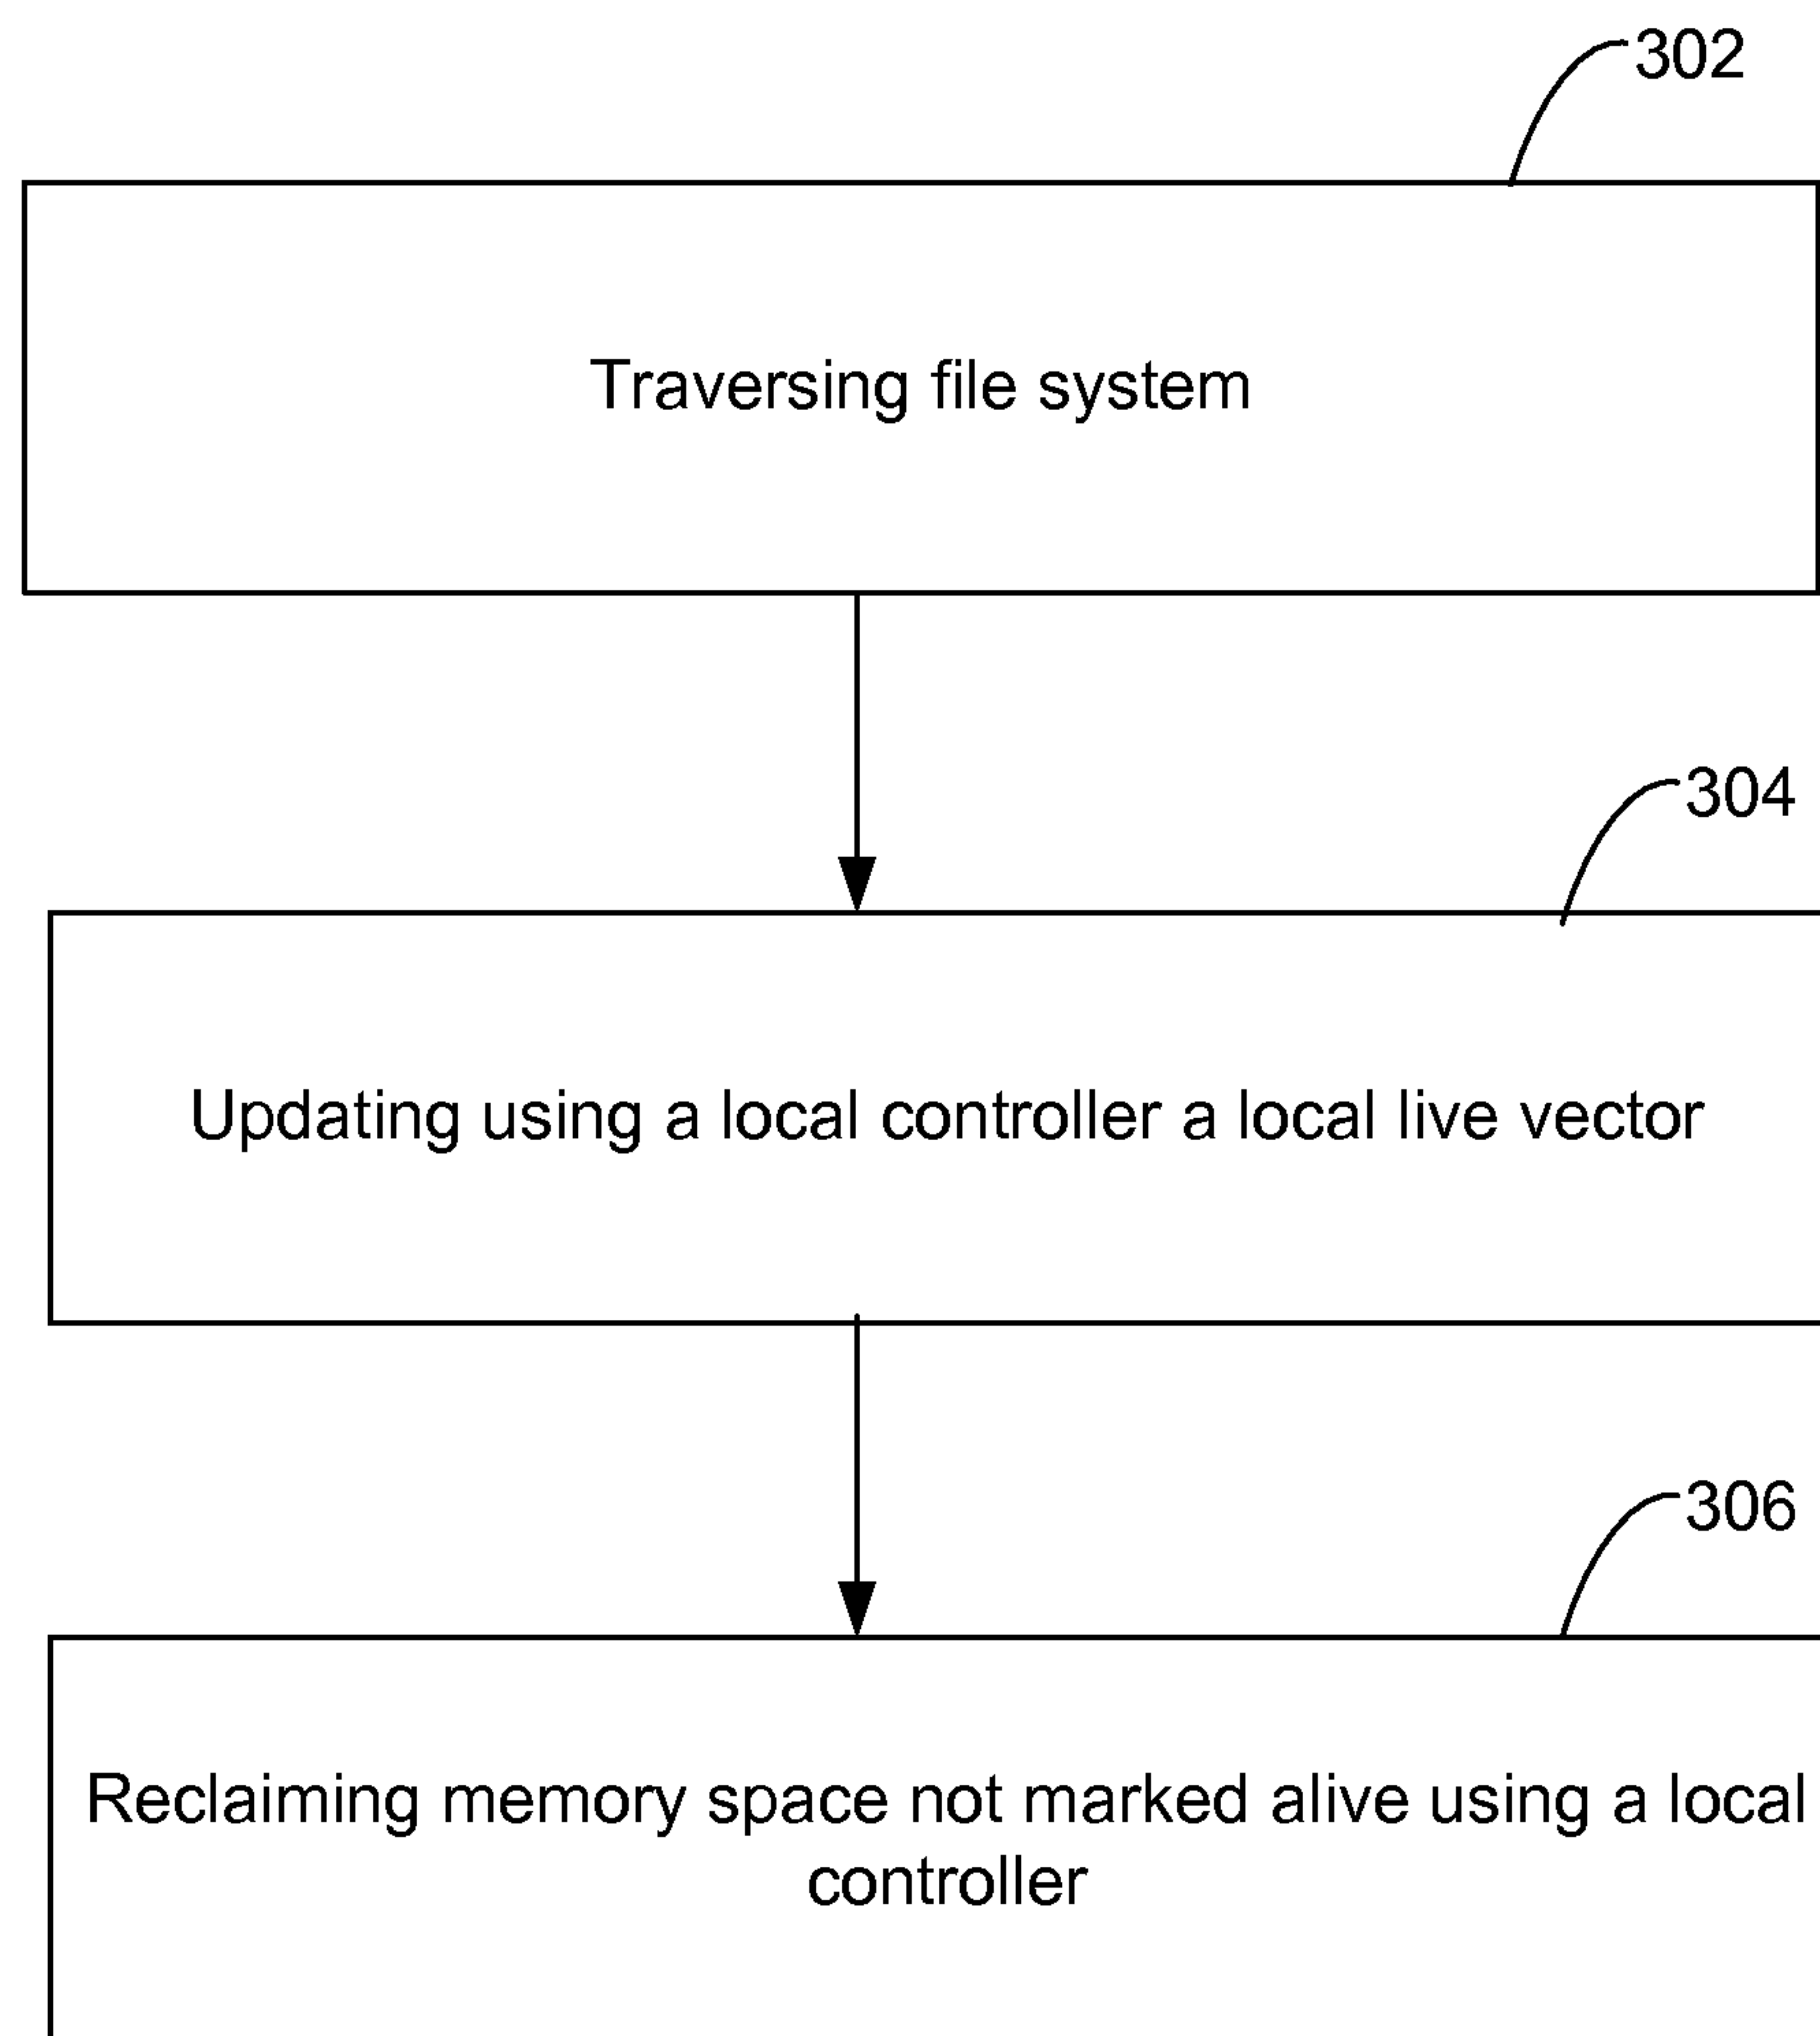 302
Traversing file system
304
Updating using a local controller a local live vector
306
Reclaiming memory space not marked alive using a local
controller